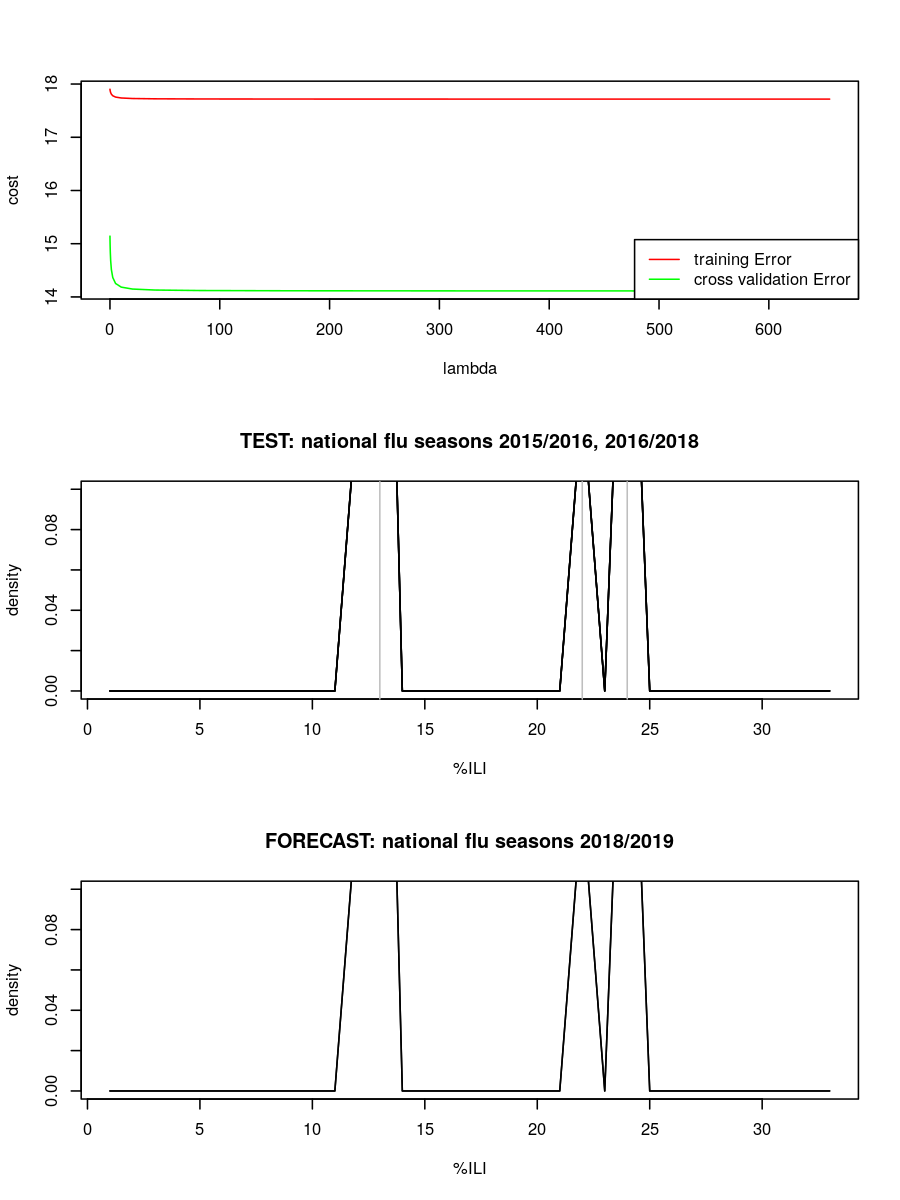 18
17
16
15
14
cost
training Error
cross validation Error
0 100 200 300 400 500 600
lambda
TEST: national flu seasons 2015/2016, 2016/2018
0.08
0.04
0.00
density
0 5 10 15 20 25 30
%ILI
FORECAST: national flu seasons 2018/2019
0.08
0.04
0.00
density
0 5 10 15 20 25 30
%ILI